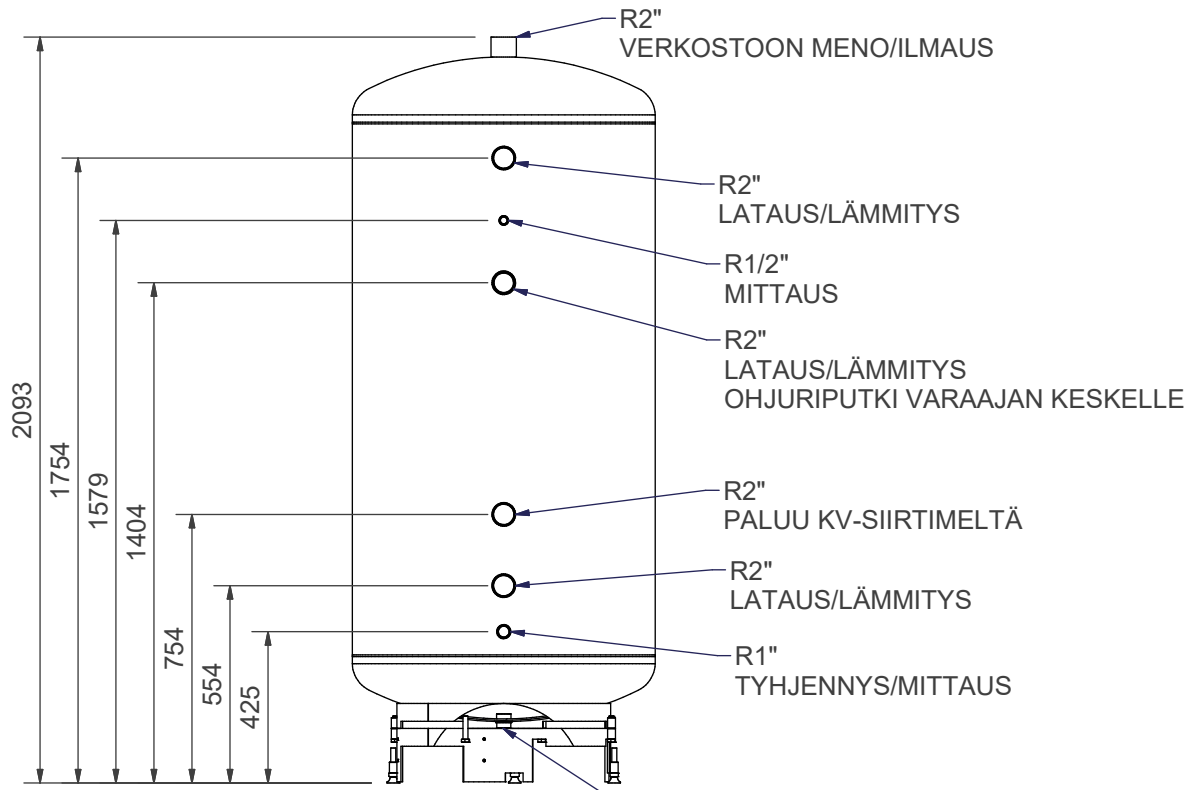 R2"
VERKOSTOON MENO/ILMAUS
R2"
LATAUS/LÄMMITYS
R1/2"
MITTAUS
R2"
LATAUS/LÄMMITYS
OHJURIPUTKI VARAAJAN KESKELLE
R2"
PALUU KV-SIIRTIMELTÄ
R2"
LATAUS/LÄMMITYS
R1"
TYHJENNYS/MITTAUS
2093
1754
1579
1404
754
554
425